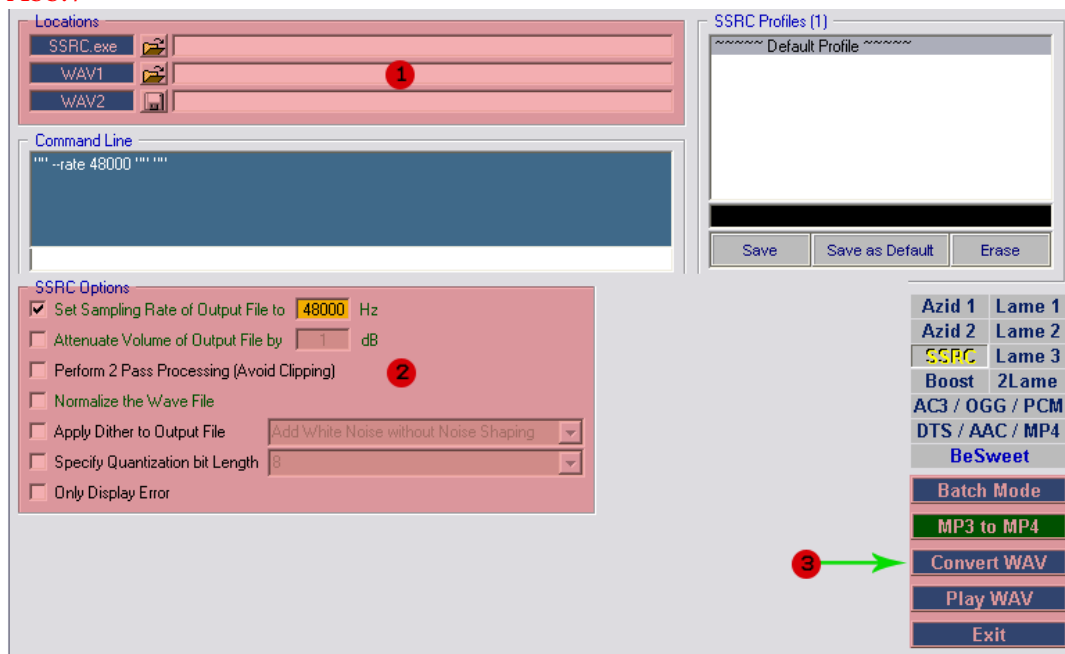 Locations
SSRC.exe
1
WAV1
WAV2
SSRC Profiles (1)
~~~~~ Default Profile ~~~~~
Command Line
"" --rate 48000 "" ""
Save Save as Default Erase
SSRC Options
Set Sampling Rate of Output File to 48000 Hz
Attenuate Volume of Output File by 1 dB
Perform 2 Pass Processing (Avoid Clipping)
2
Normalize the Wave File
Apply Dither to Output File Add White Noise without Noise Shaping
Specify Quantization bit Length 8
Only Display Error
Azid 1 Lame 1
Azid 2 Lame 2
SSRC Lame 3
Boost 2Lame
AC3 / OGG / PCM
DTS / AAC / MP4
BeSweet
Batch Mode
MP3 to MP4
3
Convert WAV
Play WAV
Exit